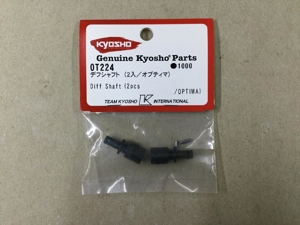 KYOSHO
Genuine Kyosho Parts
OT224 ●1000
デフシャフト (2入/オプティマ)
Diff Shaft (2pcs
/OPTIMA)
TEAM KYOSHO K INTERNATIONAL